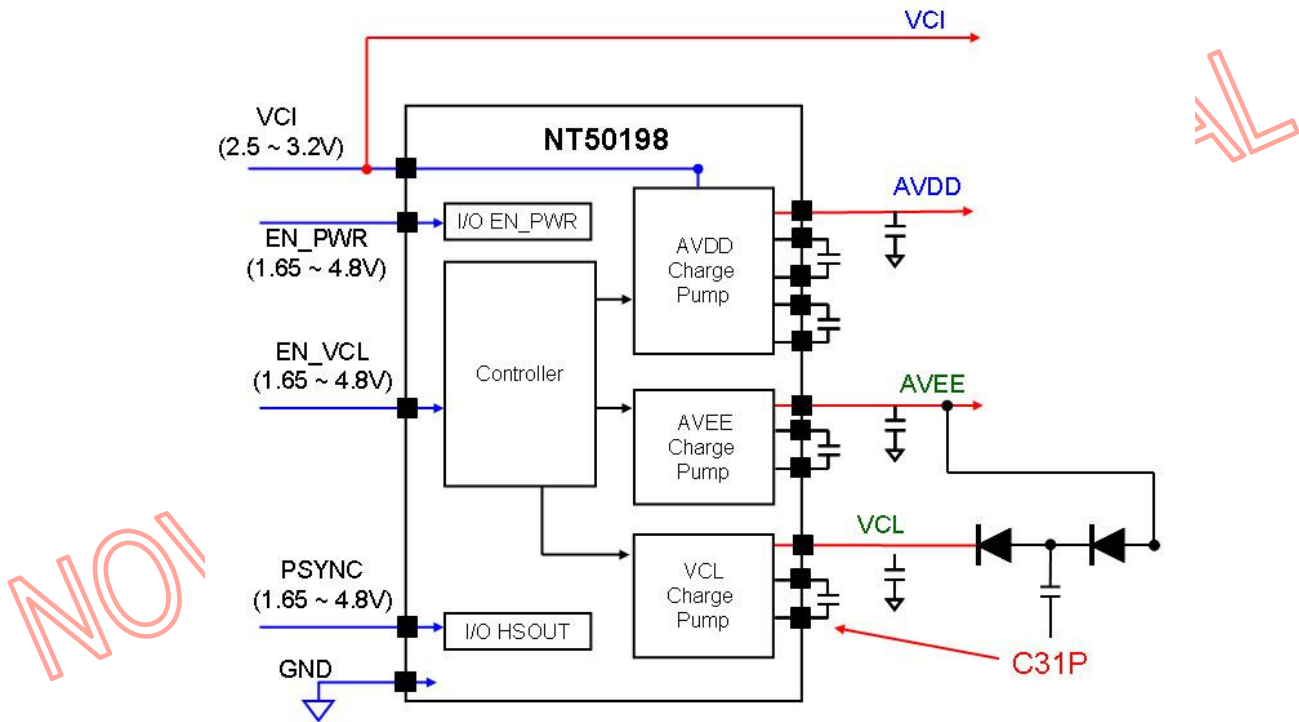 VCI
VCI
(2.5 ~ 3.2V)
NT50198
AVDD
I/O EN_PWR
EN_PWR
(1.65 ~ 4.8V)
AVDD
Charge
Pump
EN_VCL
(1.65 ~ 4.8V)
Controller
AVEE
AVEE
Charge
Pump
VCL
PSYNC
(1.65 ~ 4.8V)
VCL
Charge
Pump
I/O HSOUT
GND
C31P